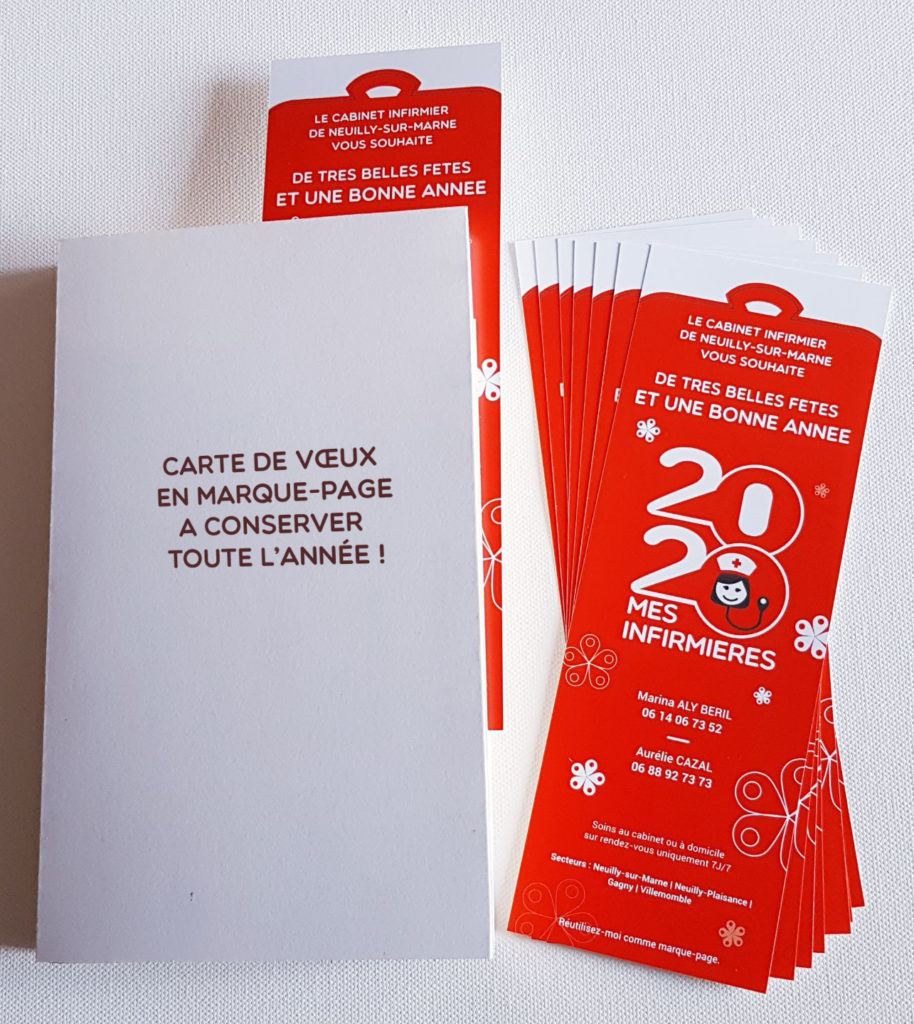 LE CABINET INFIRMIER
DE NEUILLY-SUR-MARNE
VOUS SOUHAITE
DE TRES BELLES FETES
ET UNE BONNE ANNEE
CARTE DE VŒUX
EN MARQUE-PAGE
A CONSERVER
TOUTE L'ANNÉE !
LE CABINET INFIRMIER
DE NEUILLY-SUR-MARNE
VOUS SOUHAITE
DE TRES BELLES FETES
ET UNE BONNE ANNEE
20
20
MES
INFIRMIERES
Marina ALY BERIL
06 14 06 73 52
Aurélie CAZAL
06 88 92 73 73
Soins au cabinet ou à domicile
sur rendez-vous uniquement 7J/7
Secteurs : Neuilly-sur-Marne | Neuilly-Plaisance |
Gagny | Villemomble
Réutilisez-moi comme marque-page.